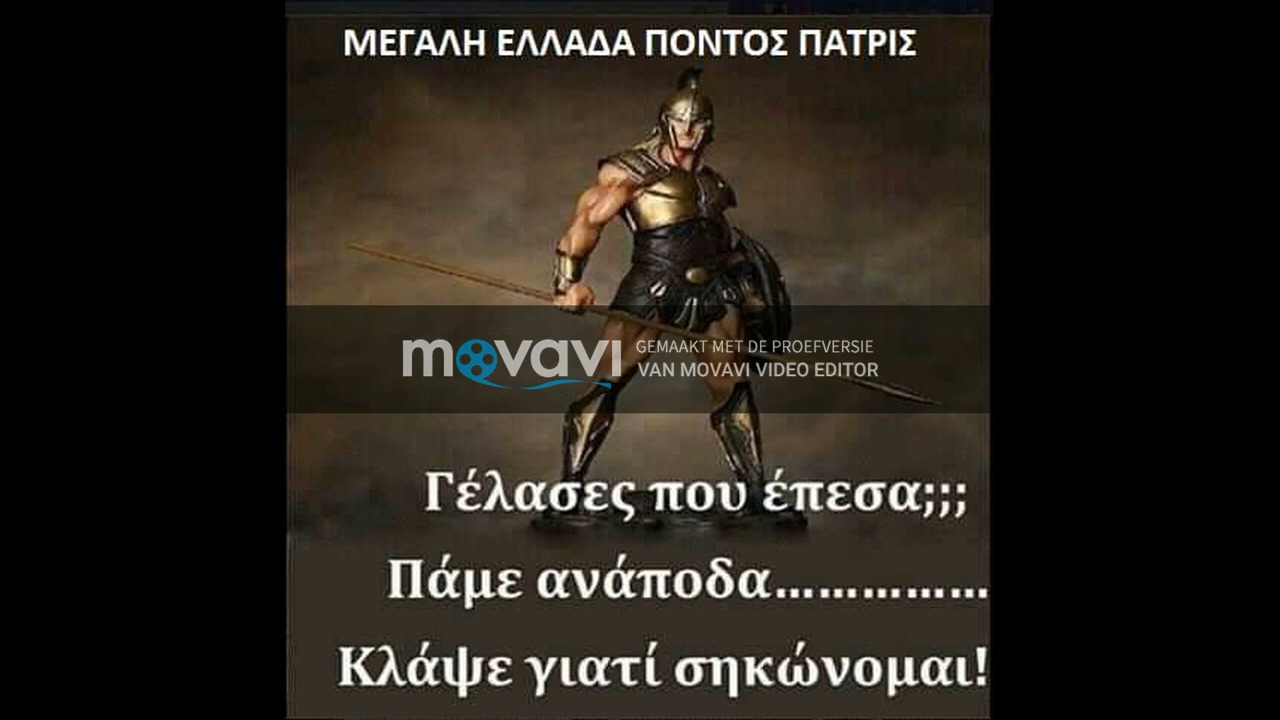 ΜΕΓΑΛΗ ΕΛΛΑΔΑ ΠΟΝΤΟΣ ΠΑΤΡΙΣ
movavi
GEMAAKT MET DE PROEFVERSIE
VAN MOVAVI VIDEO EDITOR
Γέλασες που έπεσα;;;
Πάμε ανάποδα……………
Κλάψε γιατί σηκώνομαι!